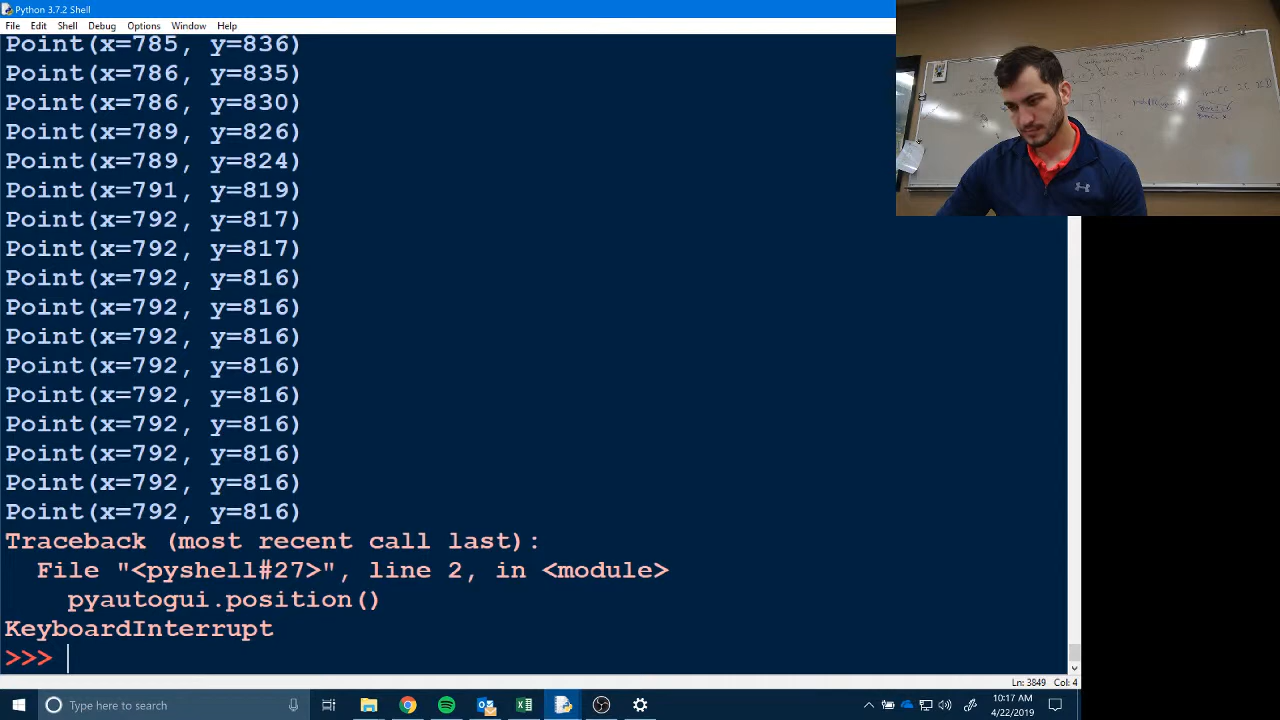 Python 3.7.2 Shell
File Edit Shell Debug Options Window Help
Point(x=785, y=836)
Point(x=786, y=835)
Point(x=786, y=830)
Point(x=789, y=826)
Point(x=789, y=824)
Point(x=791, y=819)
Point(x=792, y=817)
Point(x=792, y=817)
Point(x=792, y=816)
Point(x=792, y=816)
Point(x=792, y=816)
Point(x=792, y=816)
Point(x=792, y=816)
Point(x=792, y=816)
Point(x=792, y=816)
Point(x=792, y=816)
Point(x=792, y=816)
Traceback (most recent call last):
File "<pyshell#27>", line 2, in <module>
pyautogui.position()
KeyboardInterrupt
>>>
Ln: 3849 Col: 4
Type here to search
10:17 AM
4/22/2019